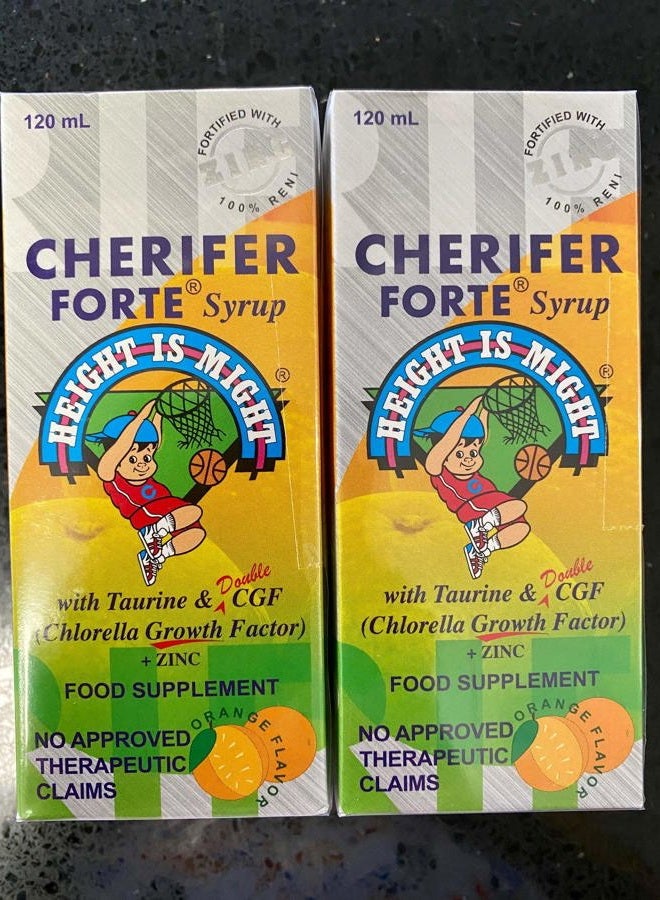 120 mL
FORTIFIED WITH
ZINC
100% RENI
CHERIFER
FORTE® Syrup
HEIGHT IS MIGHT
®
C
Double
with Taurine & CGF
(Chlorella Growth Factor)
+ ZINC
FOOD SUPPLEMENT
NO APPROVED
THERAPEUTIC
CLAIMS
ORANGE FLAVOR
120 mL
FORTIFIED WITH
ZINC
100% RENI
CHERIFER
FORTE® Syrup
HEIGHT IS MIGHT
®
C
Double
with Taurine & CGF
(Chlorella Growth Factor)
+ ZINC
FOOD SUPPLEMENT
NO APPROVED
THERAPEUTIC
CLAIMS
ORANGE FLAVOR